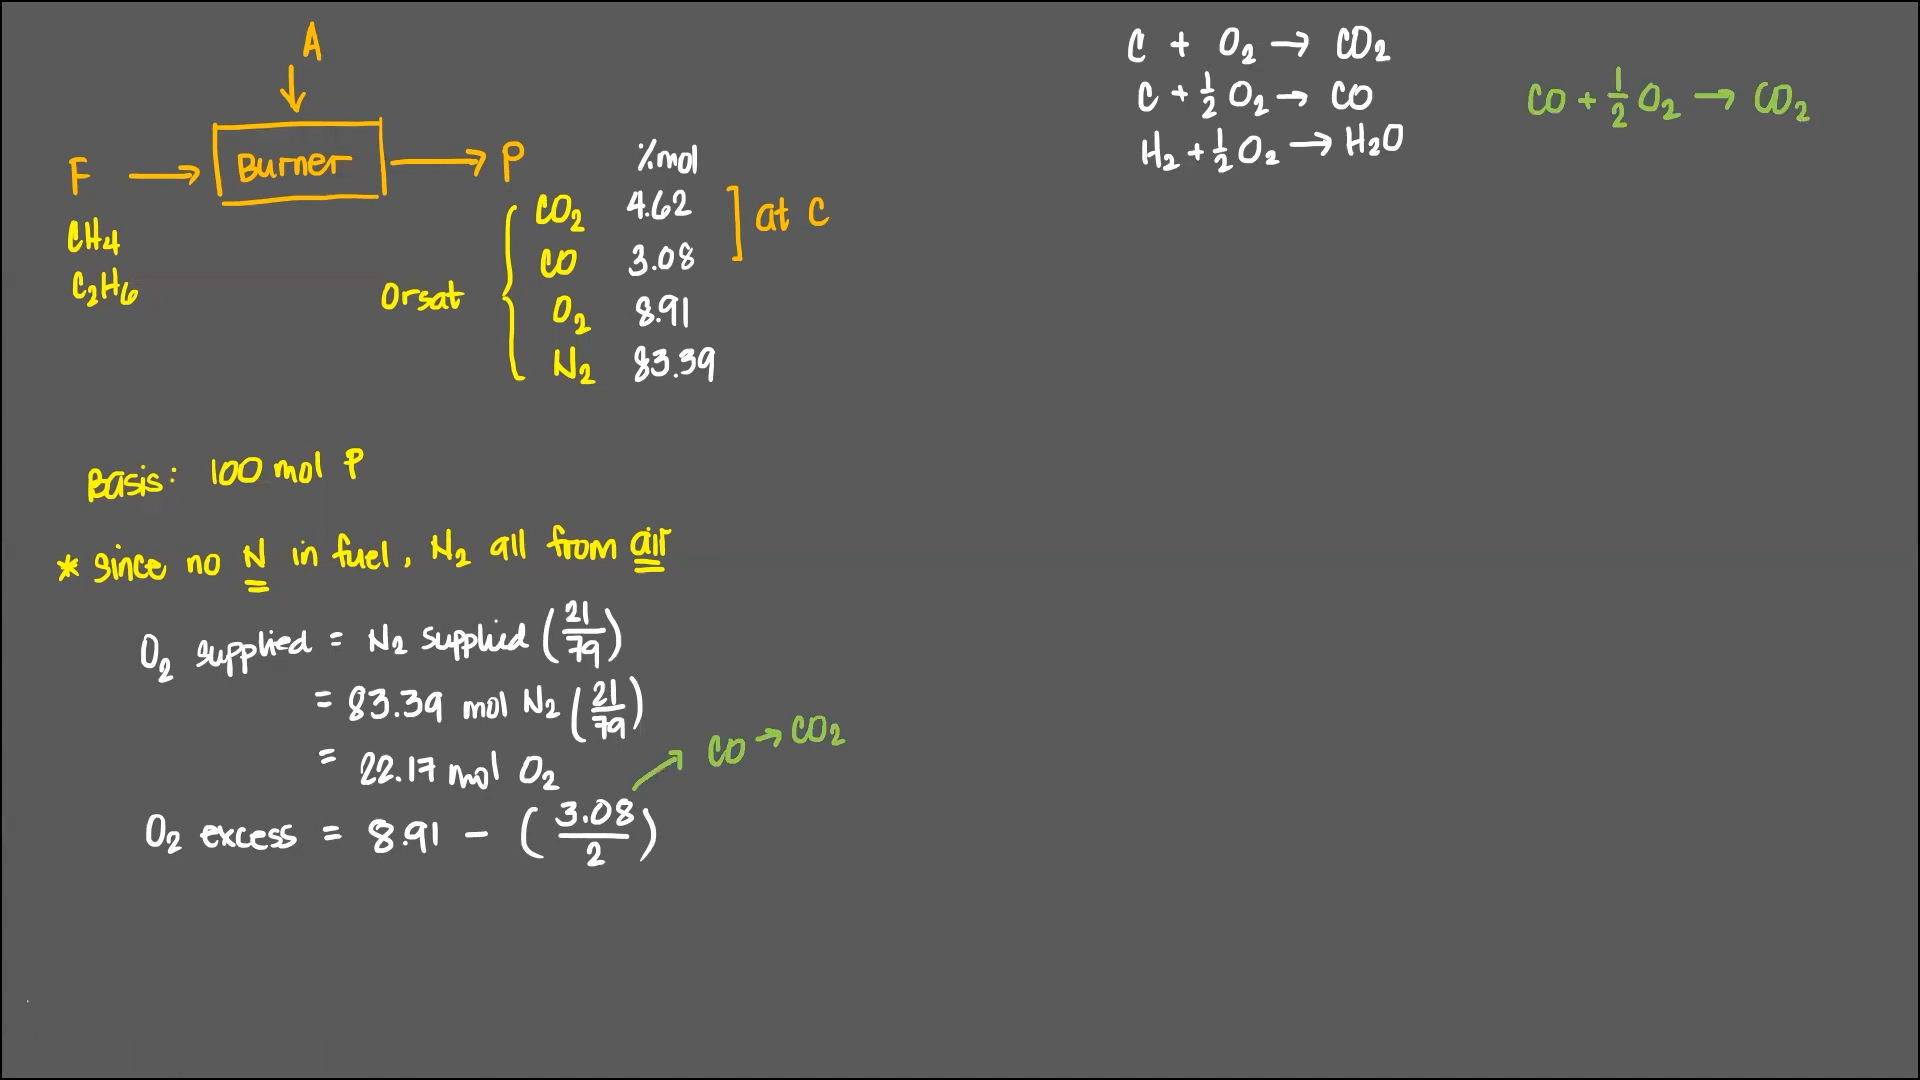 A
F → Burner → P
CH4
C2H6
Orsat
%mol
CO2 4.62
CO 3.08
O2 8.91
N2 83.39
] at C
Basis: 100 mol P
* Since no N in fuel, N2 all from air
O2 supplied = N2 supplied (21/79)
= 83.39 mol N2 (21/79)
= 22.17 mol O2
O2 excess = 8.91 - (3.08/2)
CO → CO2
C + O2 → CO2
C + 1/2 O2 → CO
H2 + 1/2 O2 → H2O
CO + 1/2 O2 → CO2